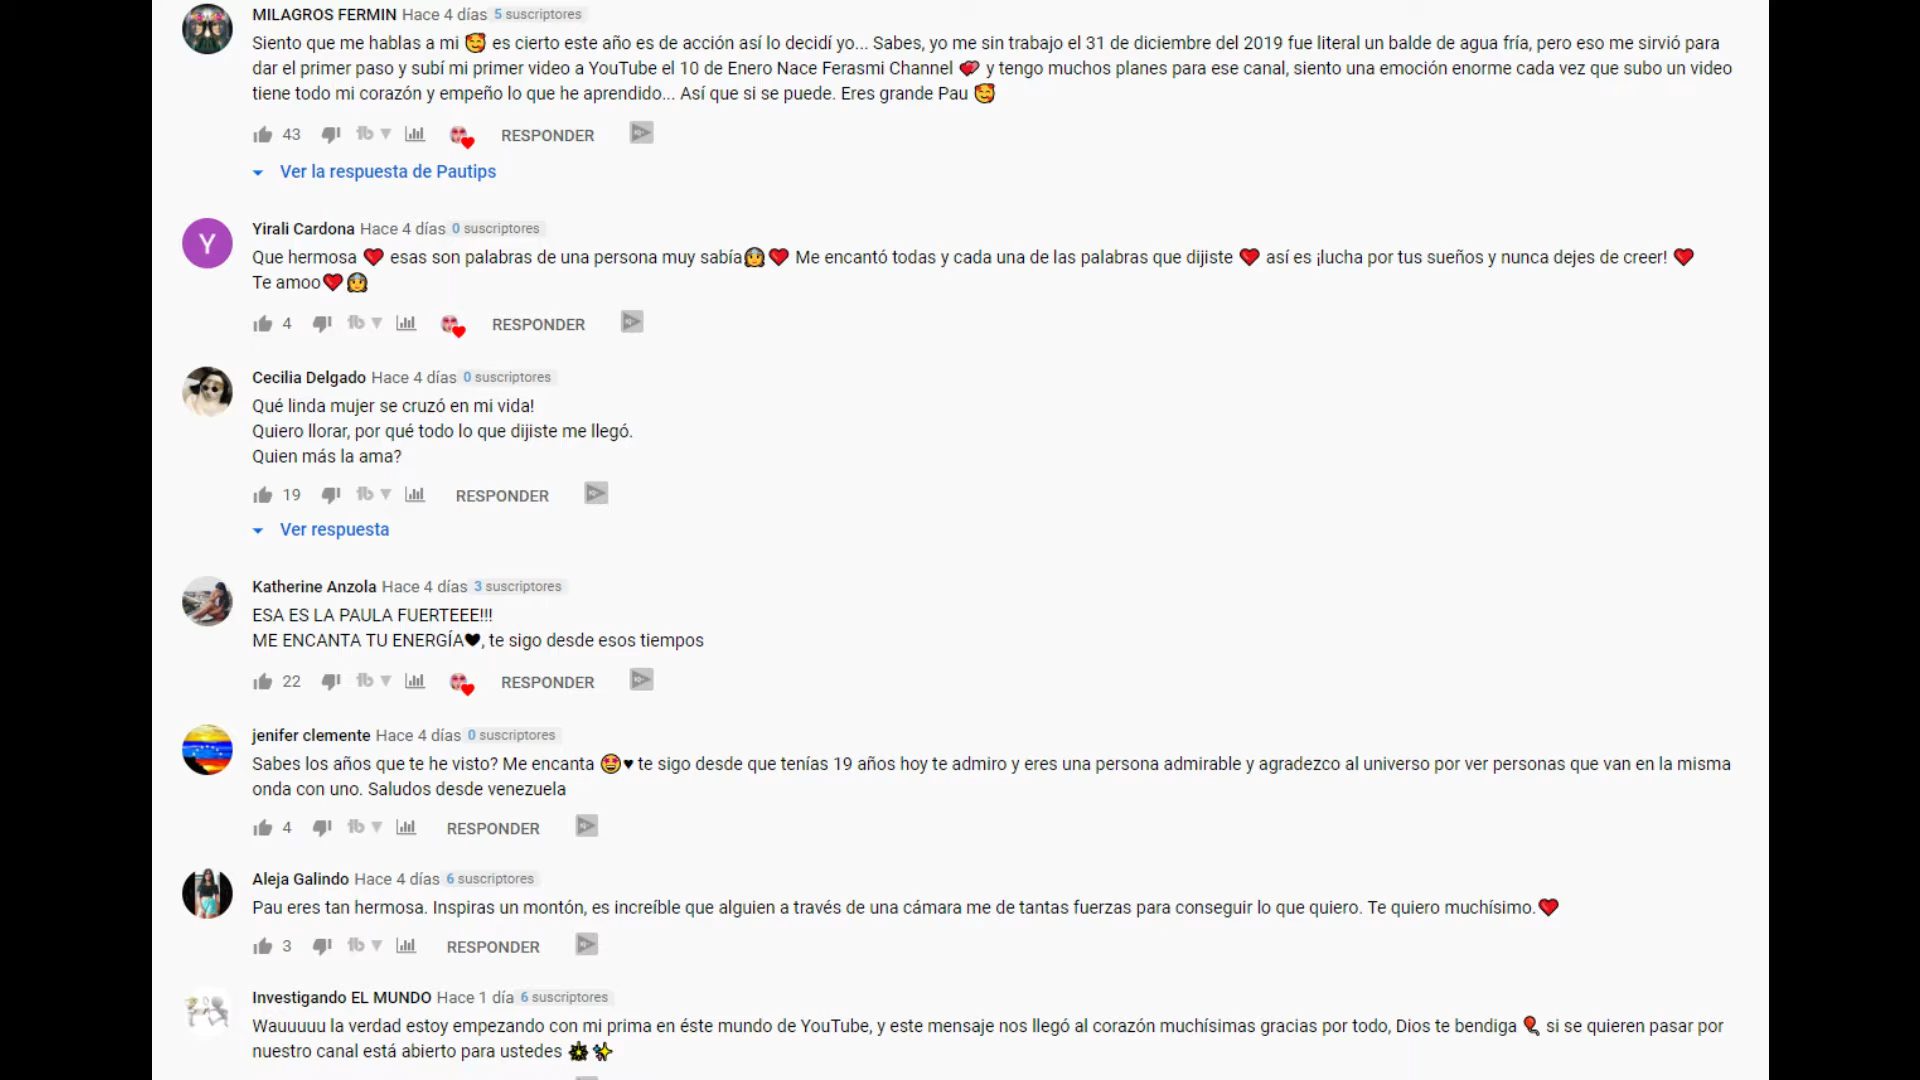 MILAGROS FERMIN Hace 4 días 5 suscriptores
Siento que me hablas a mi 🥰 es cierto este año es de acción así lo decidí yo... Sabes, yo me sin trabajo el 31 de diciembre del 2019 fue literal un balde de agua fría, pero eso me sirvió para
dar el primer paso y subí mi primer video a YouTube el 10 de Enero Nace Ferasmi Channel 💕 y tengo muchos planes para ese canal, siento una emoción enorme cada vez que subo un video
tiene todo mi corazón y empeño lo que he aprendido... Así que si se puede. Eres grande Pau 🥰
43 tb RESPONDER
Ver la respuesta de Pautips
Y
Yirali Cardona Hace 4 días 0 suscriptores
Que hermosa ❤ esas son palabras de una persona muy sabía👰❤ Me encantó todas y cada una de las palabras que dijiste ❤ así es ¡lucha por tus sueños y nunca dejes de creer! ❤
Te amoo❤👰
4 tb RESPONDER
Cecilia Delgado Hace 4 días 0 suscriptores
Qué linda mujer se cruzó en mi vida!
Quiero llorar, por qué todo lo que dijiste me llegó.
Quien más la ama?
19 tb RESPONDER
Ver respuesta
Katherine Anzola Hace 4 días 3 suscriptores
ESA ES LA PAULA FUERTEEE!!!
ME ENCANTA TU ENERGÍA🖤, te sigo desde esos tiempos
22 tb RESPONDER
jenifer clemente Hace 4 días 0 suscriptores
Sabes los años que te he visto? Me encanta 🤩♥ te sigo desde que tenías 19 años hoy te admiro y eres una persona admirable y agradezco al universo por ver personas que van en la misma
onda con uno. Saludos desde venezuela
4 tb RESPONDER
Aleja Galindo Hace 4 días 6 suscriptores
Pau eres tan hermosa. Inspiras un montón, es increíble que alguien a través de una cámara me de tantas fuerzas para conseguir lo que quiero. Te quiero muchísimo.❤
3 tb RESPONDER
Investigando EL MUNDO Hace 1 día 6 suscriptores
Wauuuuu la verdad estoy empezando con mi prima en éste mundo de YouTube, y este mensaje nos llegó al corazón muchísimas gracias por todo, Dios te bendiga 🎈 si se quieren pasar por
nuestro canal está abierto para ustedes 🌟✨